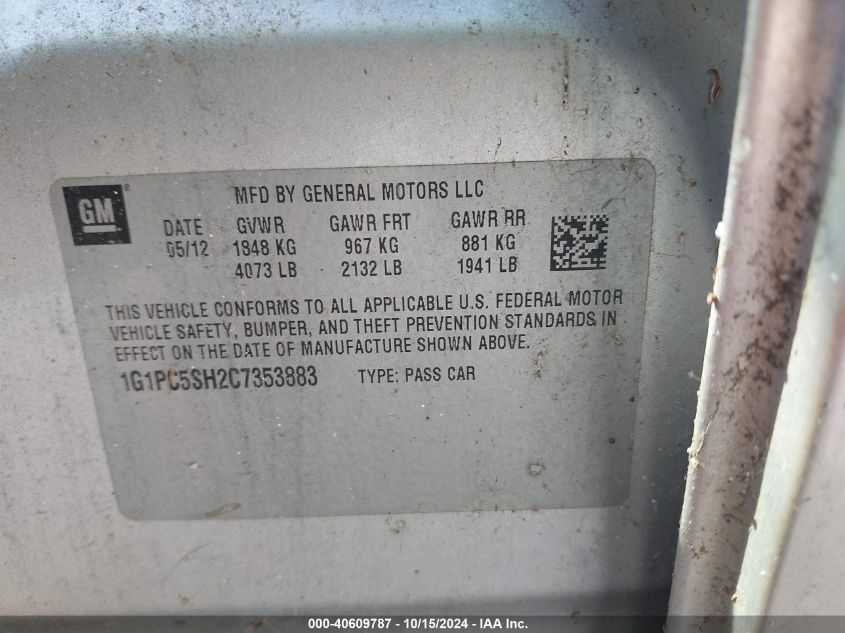 GM®
MFD BY GENERAL MOTORS LLC
DATE GVWR GAWR FRT GAWR RR
05/12 1848 KG 967 KG 881 KG
4073 LB 2132 LB 1941 LB
THIS VEHICLE CONFORMS TO ALL APPLICABLE U.S. FEDERAL MOTOR
VEHICLE SAFETY, BUMPER, AND THEFT PREVENTION STANDARDS IN
EFFECT ON THE DATE OF MANUFACTURE SHOWN ABOVE.
1G1PC5SH2C7353883 TYPE: PASS CAR
000-40609787 - 10/15/2024 - IAA Inc.